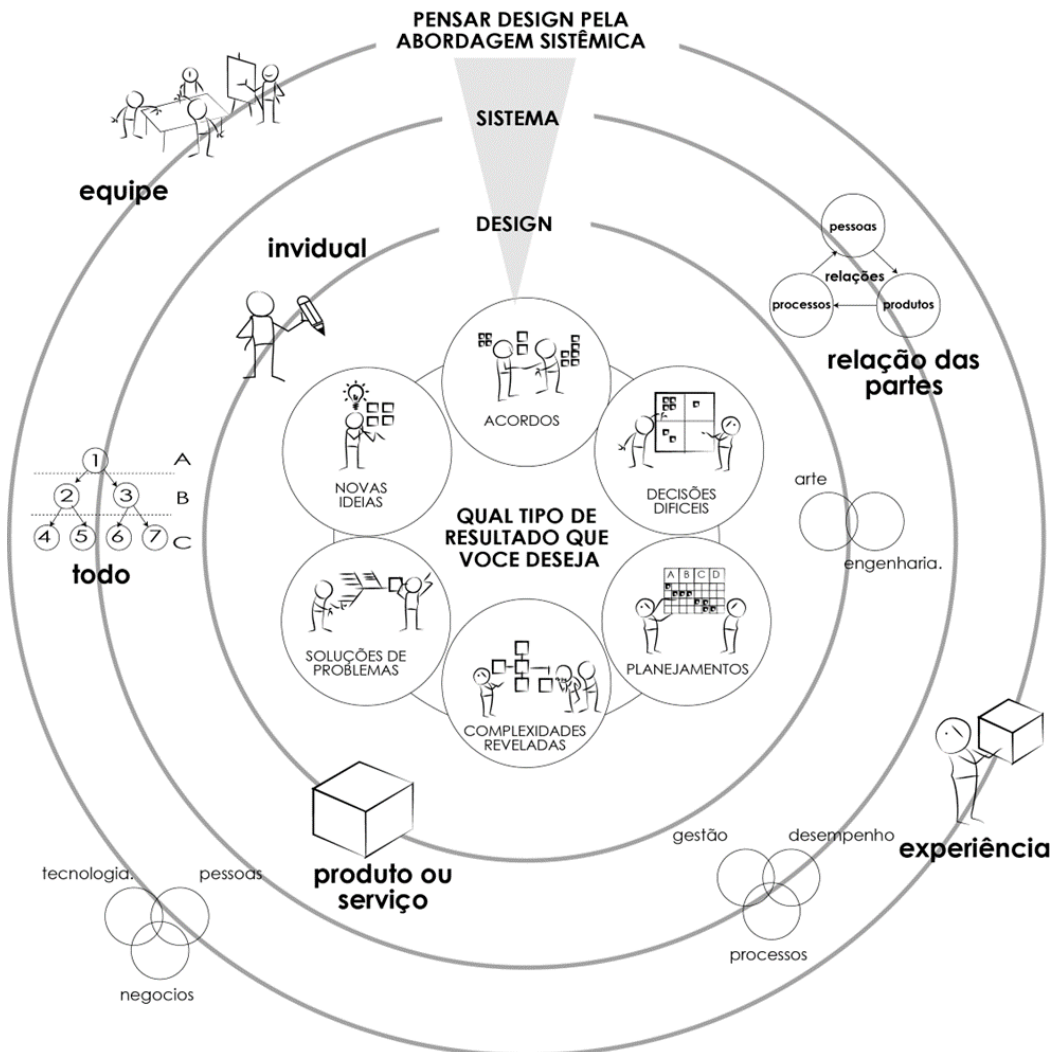 PENSAR DESIGN PELA
ABORDAGEM SISTÊMICA
SISTEMA
DESIGN
equipe
invidual
pessoas
relações
processos
produtos
relação das
partes
ACORDOS
NOVAS
IDEIAS
DECISÕES
DIFICEIS
QUAL TIPO DE
RESULTADO QUE
VOCE DESEJA
1
A
2
3
B
4
5
6
7
C
todo
arte
engenharia.
A B C D
SOLUÇÕES DE
PROBLEMAS
PLANEJAMENTOS
COMPLEXIDADES
REVELADAS
produto ou
serviço
gestão
desempenho
processos
experiência
tecnologia.
pessoas
negocios